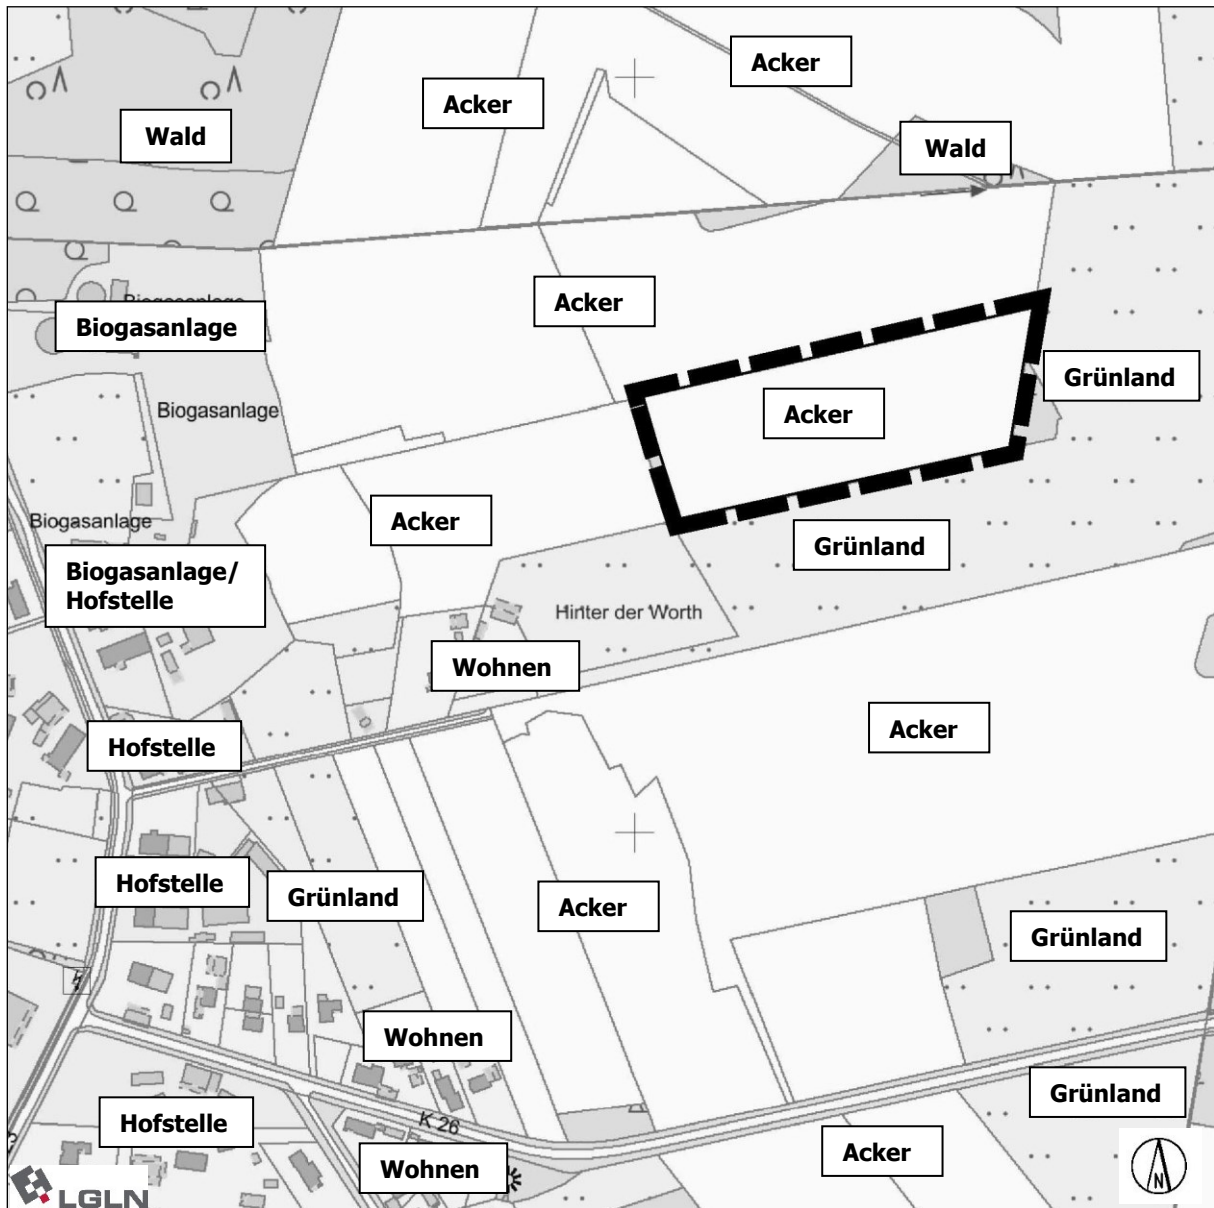 Acker
Acker
Wald
Wald
Acker
Biogasanlage
Grünland
Biogasanlage
Acker
Acker
Biogasanlage
Grünland
Biogasanlage/
Hofstelle
Hinter der Worth
Wohnen
Acker
Hofstelle
Hofstelle
Grünland
Acker
Grünland
Wohnen
Grünland
Hofstelle
K 26
Acker
Wohnen
N
LGLN